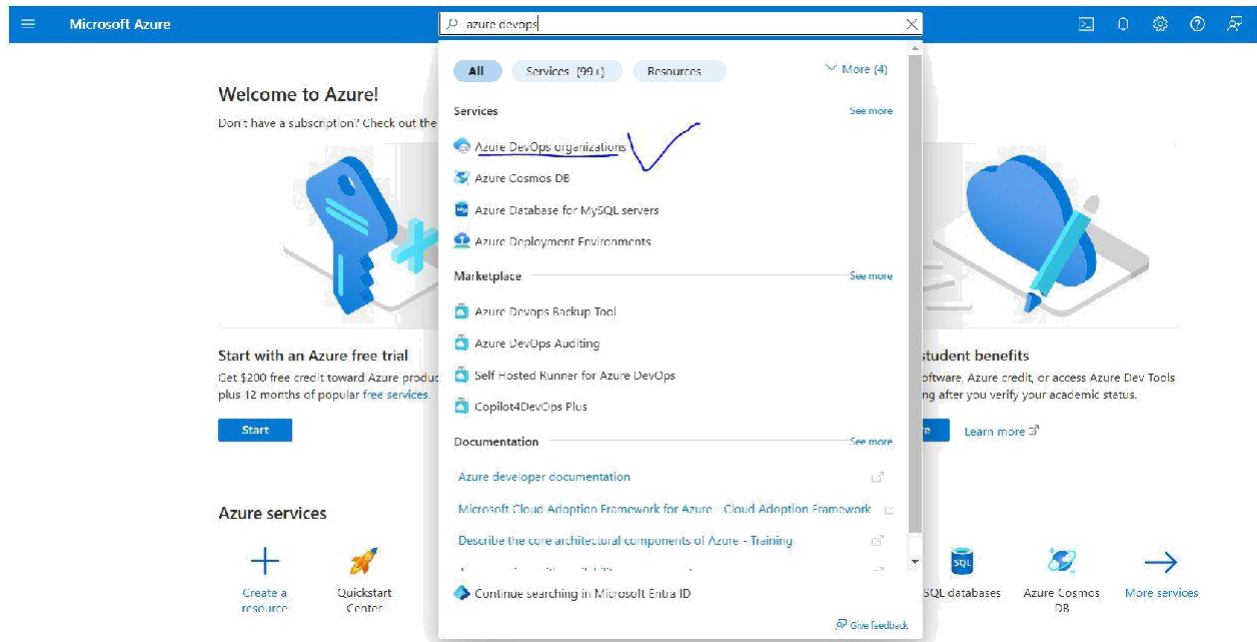 Microsoft Azure
azure devops
All Services (99+) Resources More (4)
Welcome to Azure!
Don't have a subscription? Check out the
Services See more
Azure DevOps organizations
Azure Cosmos DB
Azure Database for MySQL servers
Azure Deployment Environments
Marketplace See more
Azure Devops Backup Tool
Azure DevOps Auditing
Self Hosted Runner for Azure DevOps
Copilot4DevOps Plus
Start with an Azure free trial
Get $200 free credit toward Azure produc
plus 12 months of popular free services.
Start
student benefits
oftware, Azure credit, or access Azure Dev Tools
ng after you verify your academic status.
Learn more
Documentation See more
Azure developer documentation
Microsoft Cloud Adoption Framework for Azure - Cloud Adoption Framework
Describe the core architectural components of Azure - Training
Continue searching in Microsoft Entra ID
Give feedback
Azure services
Create a resource
Quickstart Center
SQL databases
Azure Cosmos DB
More services